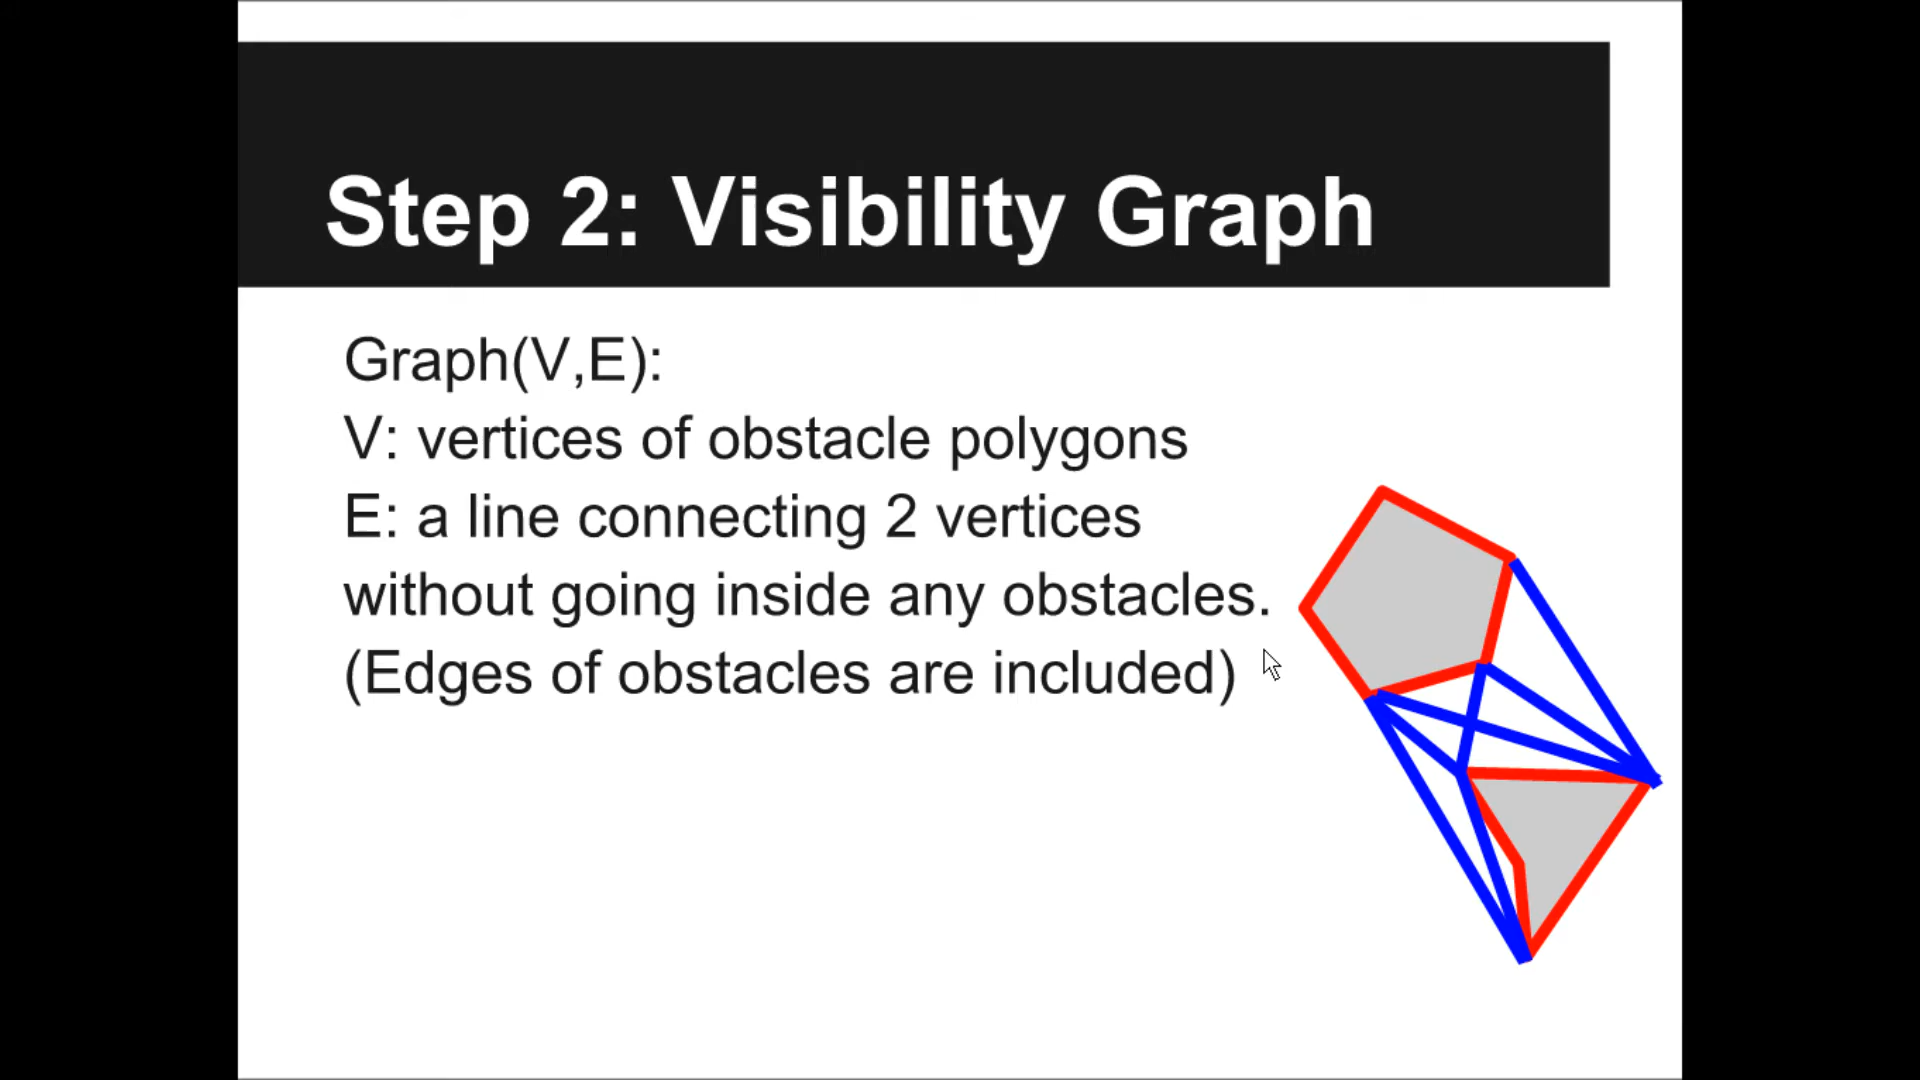 Step 2: Visibility Graph
Graph(V,E):
V: vertices of obstacle polygons
E: a line connecting 2 vertices
without going inside any obstacles.
(Edges of obstacles are included)